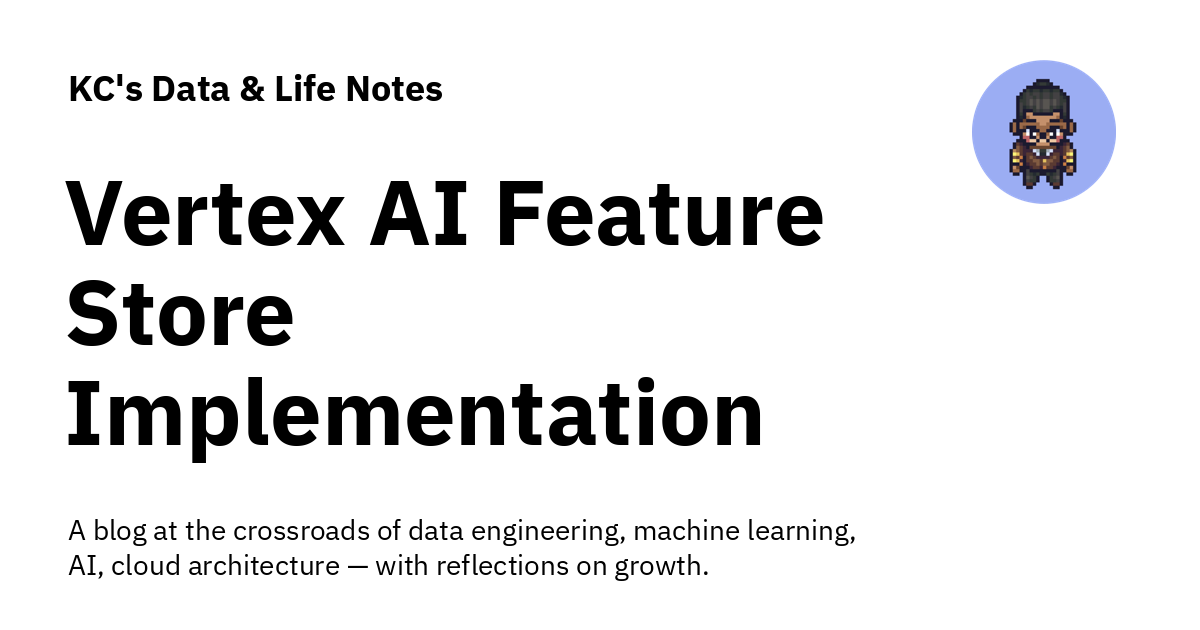 KC's Data & Life Notes
Vertex AI Feature
Store
Implementation
A blog at the crossroads of data engineering, machine learning,
AI, cloud architecture — with reflections on growth.